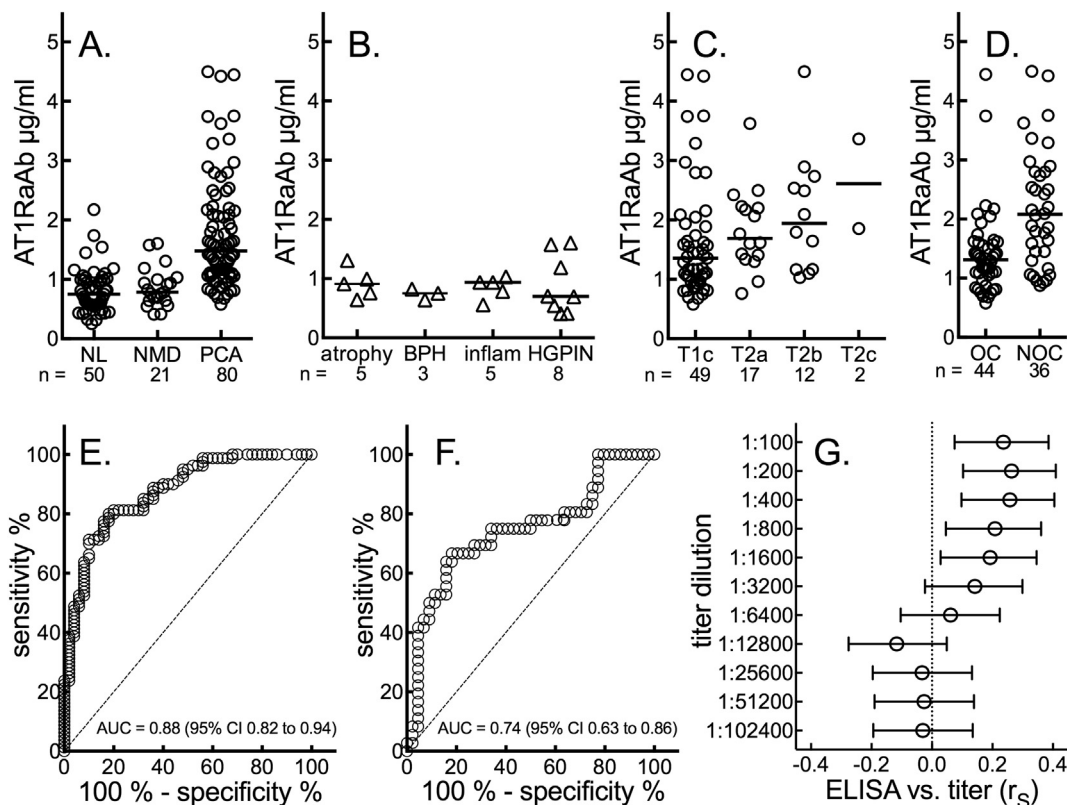 A.
AT1RaAb µg/ml
5
4
3
2
1
0
NL NMD PCA
n = 50 21 80
B.
AT1RaAb µg/ml
5
4
3
2
1
0
atrophy BPH inflam HGPIN
n = 5 3 5 8
C.
AT1RaAb µg/ml
5
4
3
2
1
0
T1c T2a T2b T2c
n = 49 17 12 2
D.
AT1RaAb µg/ml
5
4
3
2
1
0
OC NOC
n = 44 36
E.
sensitivity %
100
80
60
40
20
0
AUC = 0.88 (95% CI 0.82 to 0.94)
0 20 40 60 80 100
100 % - specificity %
F.
sensitivity %
100
80
60
40
20
0
AUC = 0.74 (95% CI 0.63 to 0.86)
0 20 40 60 80 100
100 % - specificity %
G.
titer dilution
1:100
1:200
1:400
1:800
1:1600
1:3200
1:6400
1:12800
1:25600
1:51200
1:102400
-0.4 -0.2 0.0 0.2 0.4
ELISA vs. titer (rS)